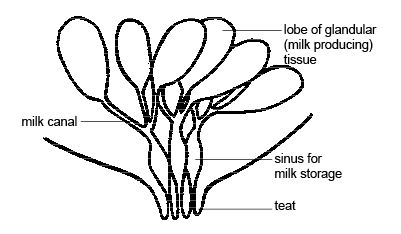 lobe of glandular
(milk producing)
tissue
milk canal
sinus for
milk storage
teat